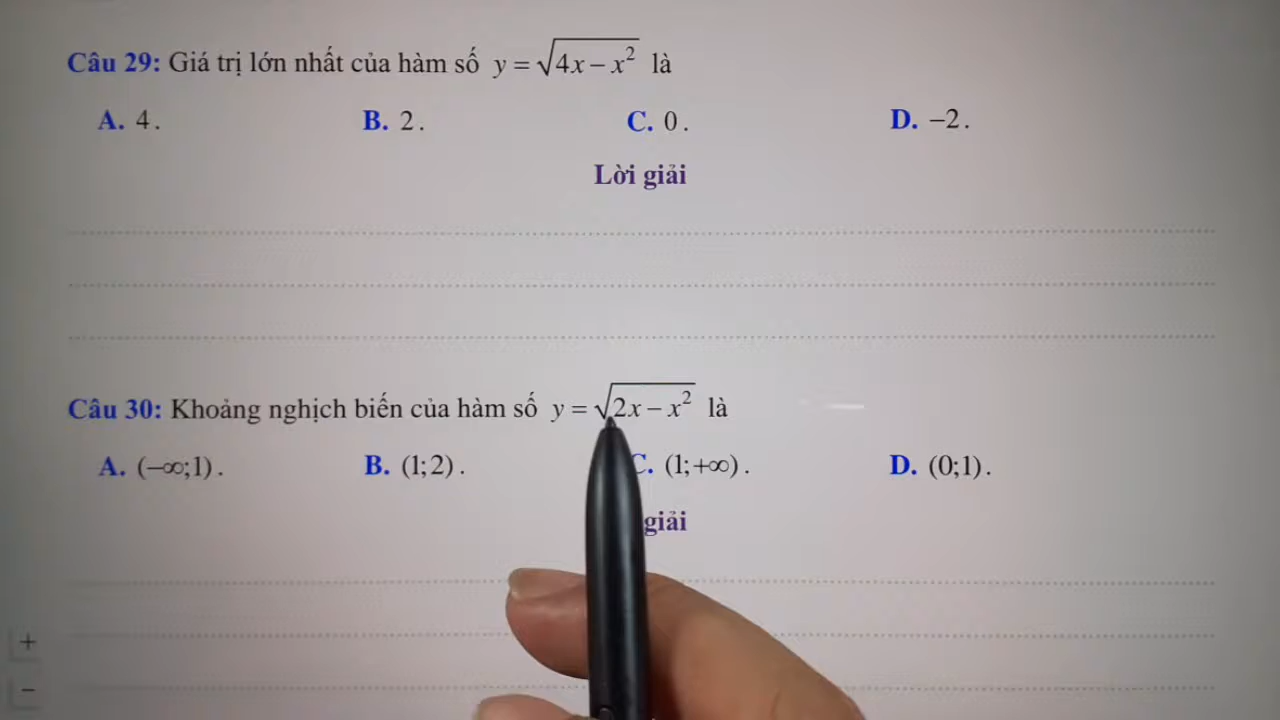 Câu 29: Giá trị lớn nhất của hàm số y = √(4x − x²) là
A. 4. B. 2. C. 0. D. −2.
Lời giải
Câu 30: Khoảng nghịch biến của hàm số y = √(2x − x²) là
A. (−∞;1). B. (1;2). C. (1;+∞). D. (0;1).
giải
+
−